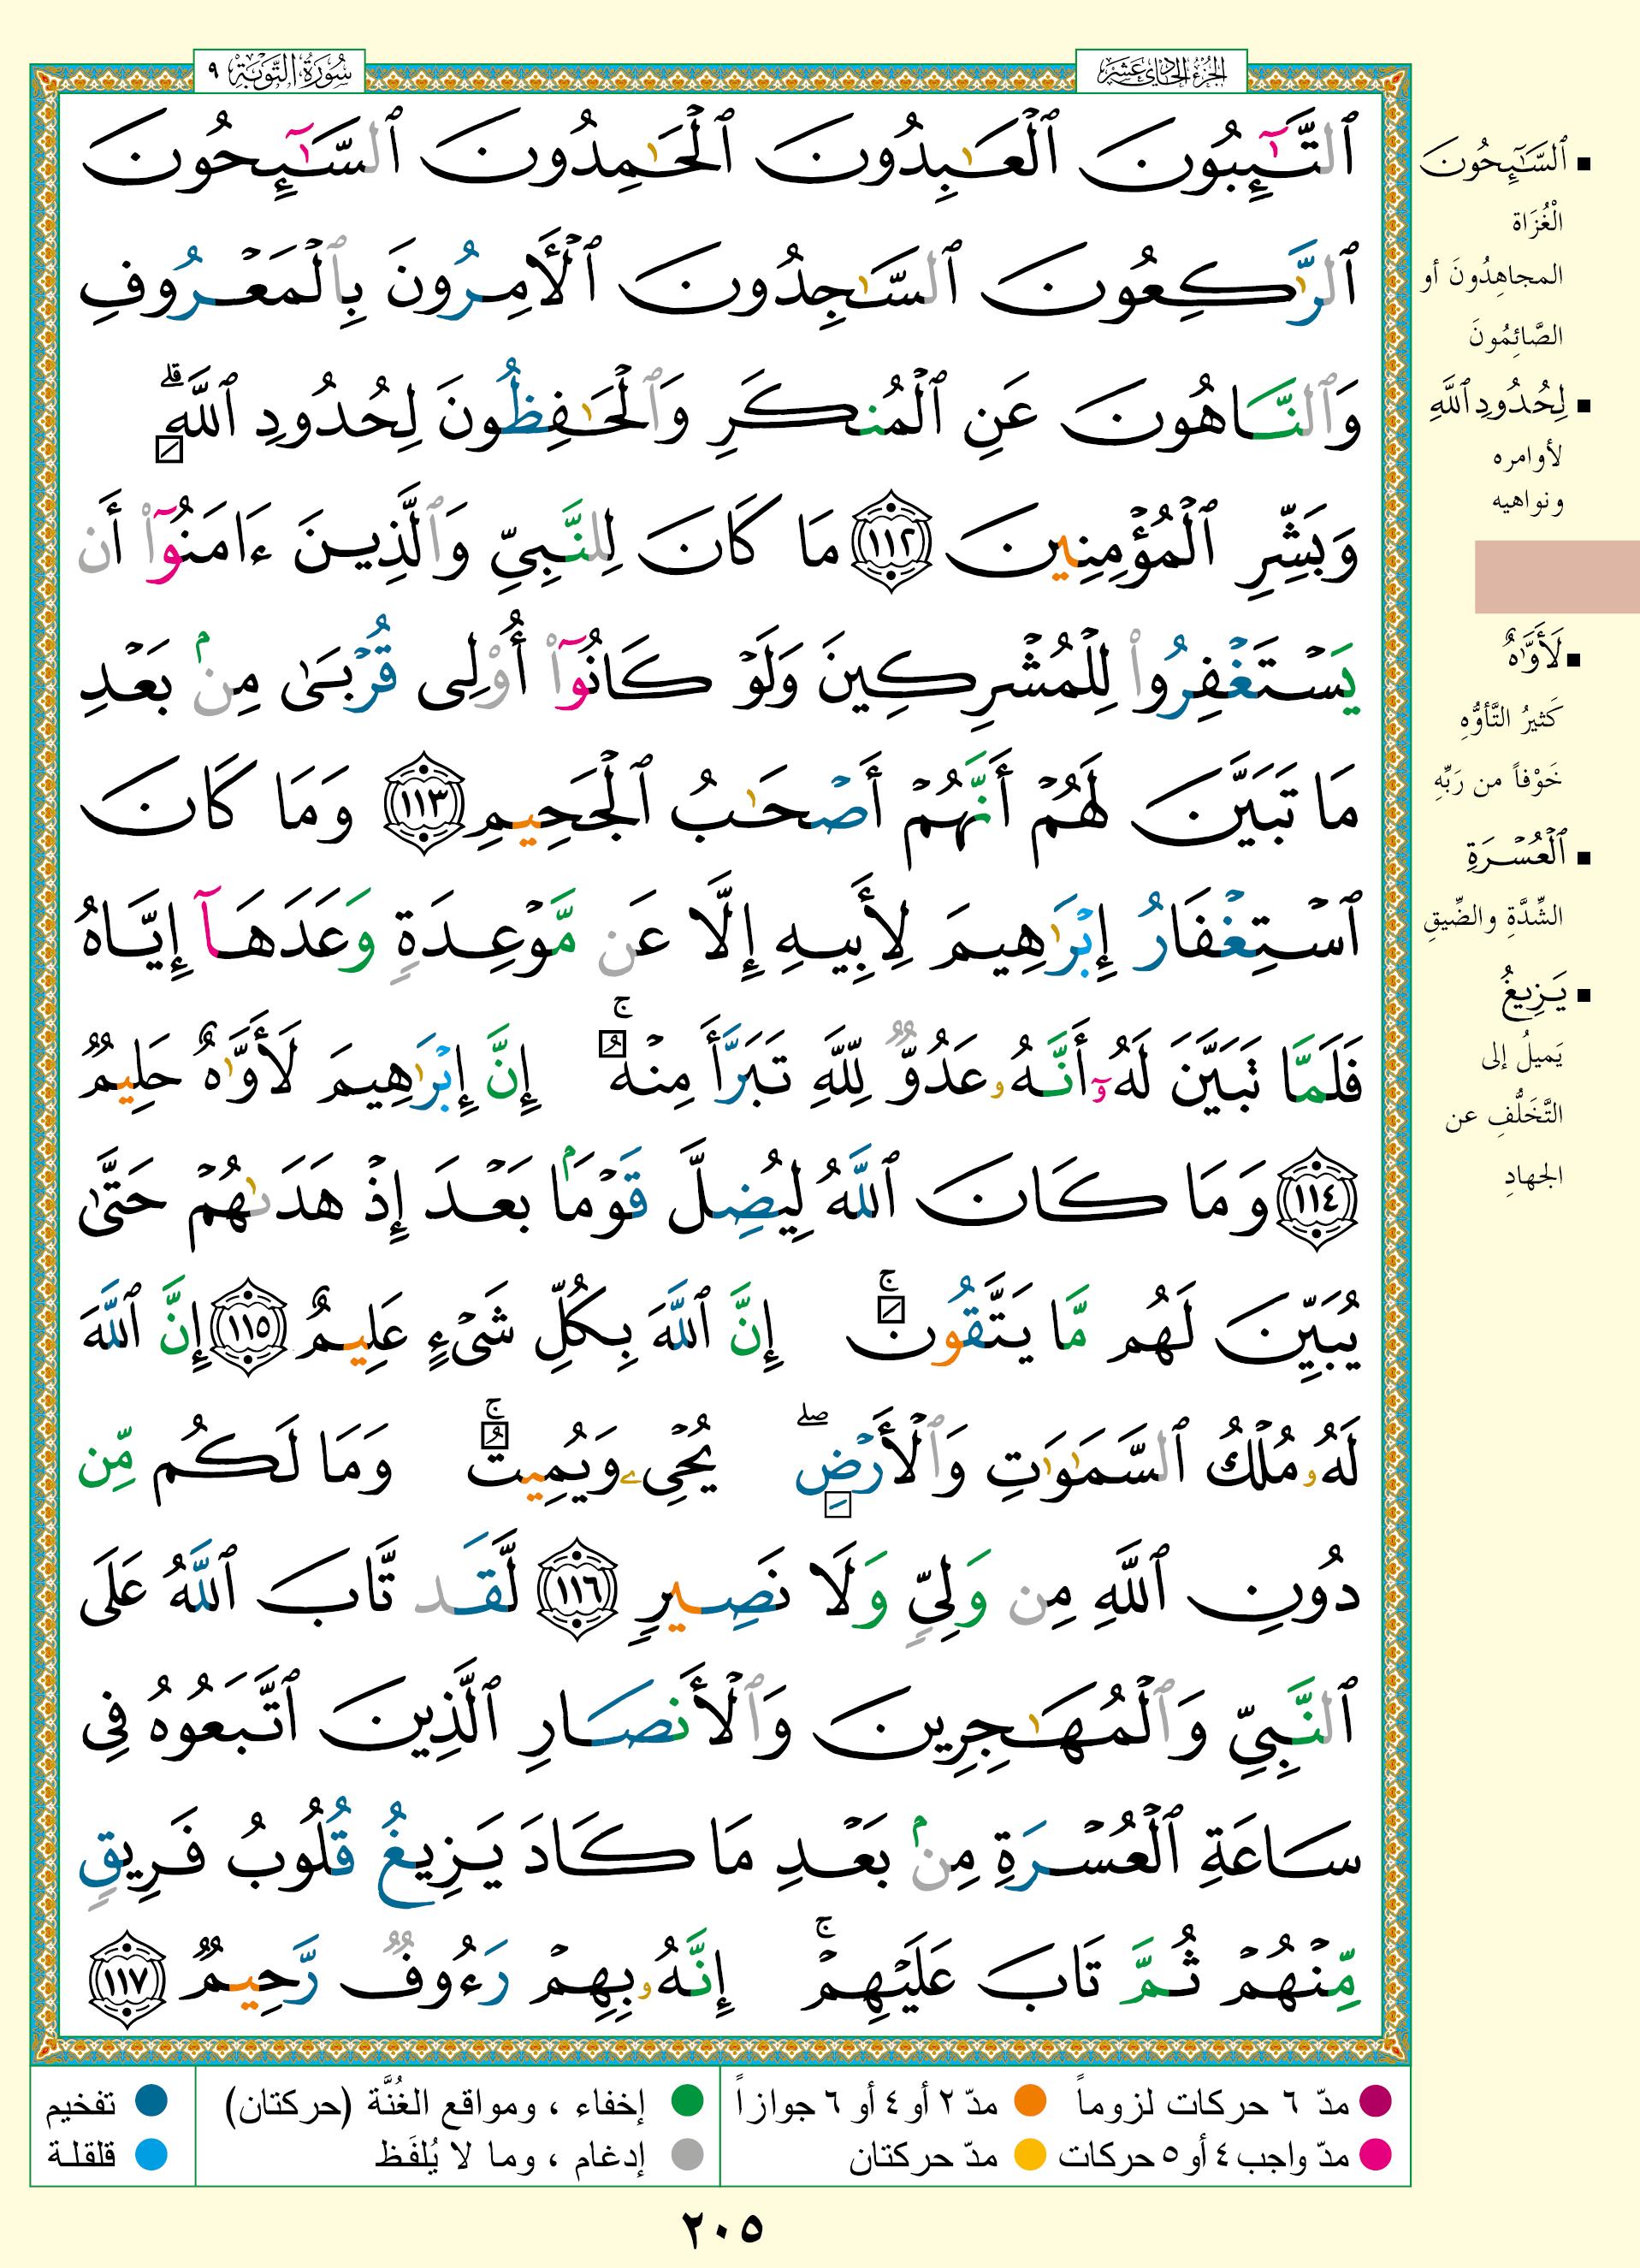 الجزء الحادي عشر
سُورَةُ التَّوْبَةِ ٩
ٱلتَّـٰٓئِبُونَ ٱلْعَـٰبِدُونَ ٱلْحَـٰمِدُونَ ٱلسَّـٰٓئِحُونَ
ٱلرَّٰكِعُونَ ٱلسَّـٰجِدُونَ ٱلْأٓمِرُونَ بِٱلْمَعْرُوفِ
وَٱلنَّاهُونَ عَنِ ٱلْمُنكَرِ وَٱلْحَـٰفِظُونَ لِحُدُودِ ٱللَّهِ ۗ
وَبَشِّرِ ٱلْمُؤْمِنِينَ ١١٢ مَا كَانَ لِلنَّبِىِّ وَٱلَّذِينَ ءَامَنُوٓا۟ أَن
يَسْتَغْفِرُوا۟ لِلْمُشْرِكِينَ وَلَوْ كَانُوٓا۟ أُو۟لِى قُرْبَىٰ مِنۢ بَعْدِ
مَا تَبَيَّنَ لَهُمْ أَنَّهُمْ أَصْحَـٰبُ ٱلْجَحِيمِ ١١٣ وَمَا كَانَ
ٱسْتِغْفَارُ إِبْرَٰهِيمَ لِأَبِيهِ إِلَّا عَن مَّوْعِدَةٍ وَعَدَهَآ إِيَّاهُ
فَلَمَّا تَبَيَّنَ لَهُۥٓ أَنَّهُۥ عَدُوٌّ لِّلَّهِ تَبَرَّأَ مِنْهُ ۚ إِنَّ إِبْرَٰهِيمَ لَأَوَّٰهٌ حَلِيمٌ
١١٤ وَمَا كَانَ ٱللَّهُ لِيُضِلَّ قَوْمًۢا بَعْدَ إِذْ هَدَىٰهُمْ حَتَّىٰ
يُبَيِّنَ لَهُم مَّا يَتَّقُونَ ۚ إِنَّ ٱللَّهَ بِكُلِّ شَىْءٍ عَلِيمٌ ١١٥ إِنَّ ٱللَّهَ
لَهُۥ مُلْكُ ٱلسَّمَـٰوَٰتِ وَٱلْأَرْضِ ۖ يُحْىِۦ وَيُمِيتُ ۚ وَمَا لَكُم مِّن
دُونِ ٱللَّهِ مِن وَلِىٍّ وَلَا نَصِيرٍ ١١٦ لَّقَد تَّابَ ٱللَّهُ عَلَى
ٱلنَّبِىِّ وَٱلْمُهَـٰجِرِينَ وَٱلْأَنصَارِ ٱلَّذِينَ ٱتَّبَعُوهُ فِى
سَاعَةِ ٱلْعُسْرَةِ مِنۢ بَعْدِ مَا كَادَ يَزِيغُ قُلُوبُ فَرِيقٍ
مِّنْهُمْ ثُمَّ تَابَ عَلَيْهِمْ ۚ إِنَّهُۥ بِهِمْ رَءُوفٌ رَّحِيمٌ ١١٧
ٱلسَّـٰٓئِحُونَ
الْغُزَاة
المجاهِدُونَ أو
الصَّائِمُونَ
لِحُدُودِ ٱللَّهِ
لأوامره
ونواهيه
لَأَوَّٰهٌ
كَثيرُ التَّأوُّهِ
خَوْفاً من رَبِّهِ
ٱلْعُسْرَةِ
الشِّدَّةِ والضِّيقِ
يَزِيغُ
يَميلُ إلى
التَّخَلُّفِ عن
الجهادِ
مدّ ٦ حركات لزوماً مدّ ٢ أو ٤ أو ٦ جوازاً إخفاء ، ومواقع الغُنَّة (حركتان) تفخيم
مدّ واجب ٤ أو ٥ حركات مدّ حركتان إدغام ، وما لا يُلفَظ قلقلة
٢٠٥